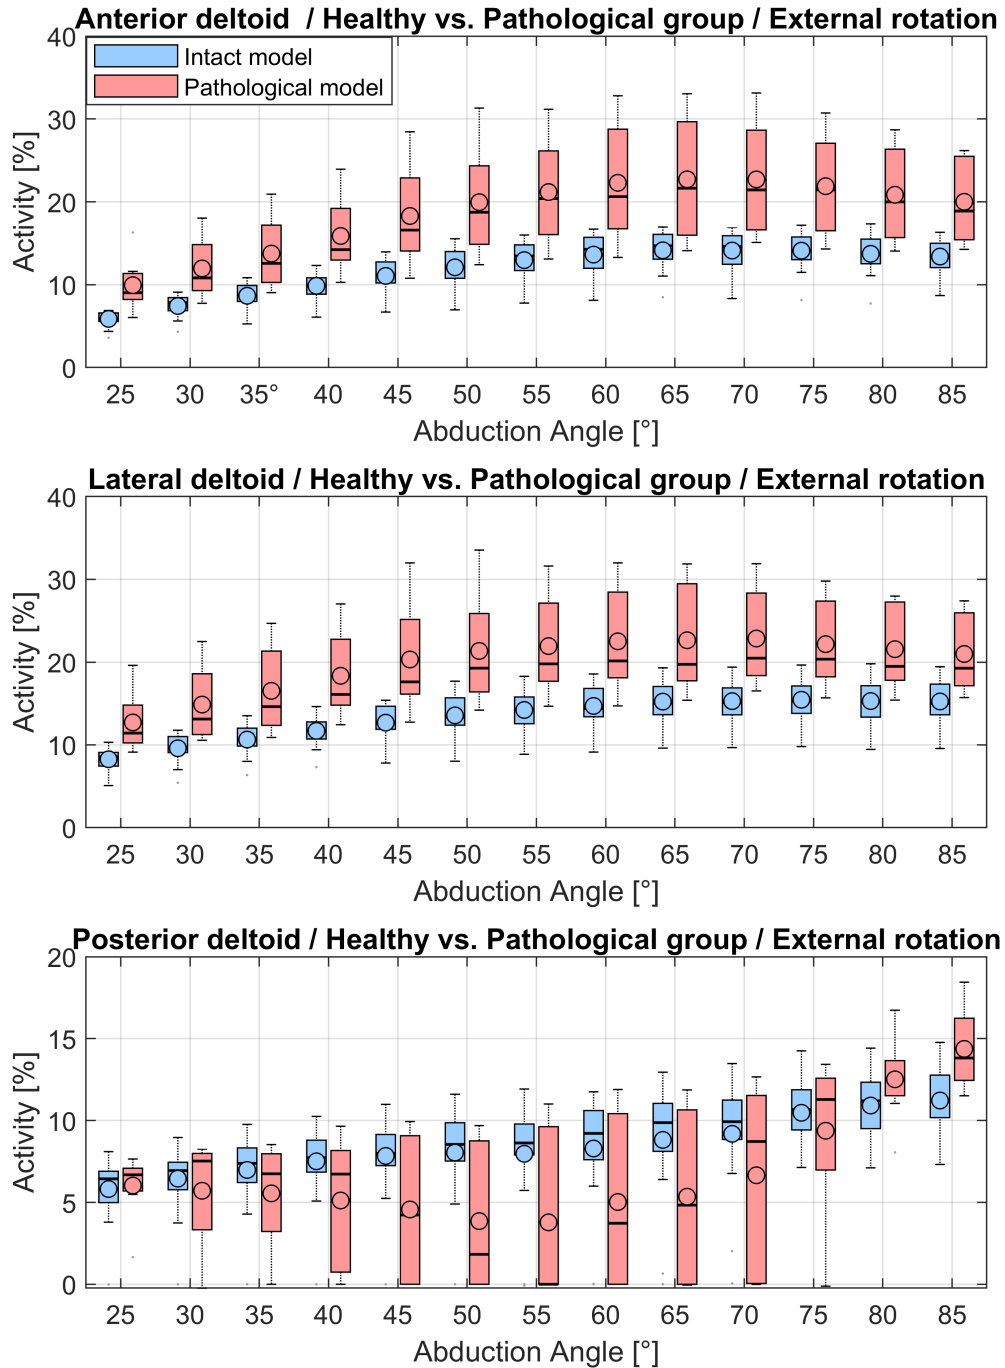 Anterior deltoid / Healthy vs. Pathological group / External rotation
Intact model
Pathological model
40
30
20
10
0
Activity [%]
25 30 35° 40 45 50 55 60 65 70 75 80 85
Abduction Angle [°]
Lateral deltoid / Healthy vs. Pathological group / External rotation
40
30
20
10
0
Activity [%]
25 30 35 40 45 50 55 60 65 70 75 80 85
Abduction Angle [°]
Posterior deltoid / Healthy vs. Pathological group / External rotation
20
15
10
5
0
Activity [%]
25 30 35 40 45 50 55 60 65 70 75 80 85
Abduction Angle [°]